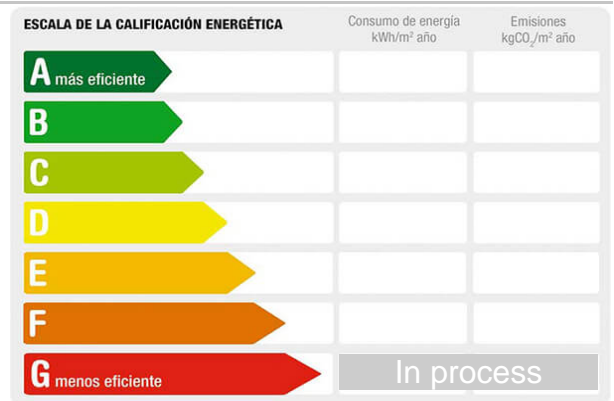 ESCALA DE LA CALIFICACIÓN ENERGÉTICA
Consumo de energía
kWh/m² año
Emisiones
kgCO₂/m² año
A más eficiente
B
C
D
E
F
G menos eficiente
In process